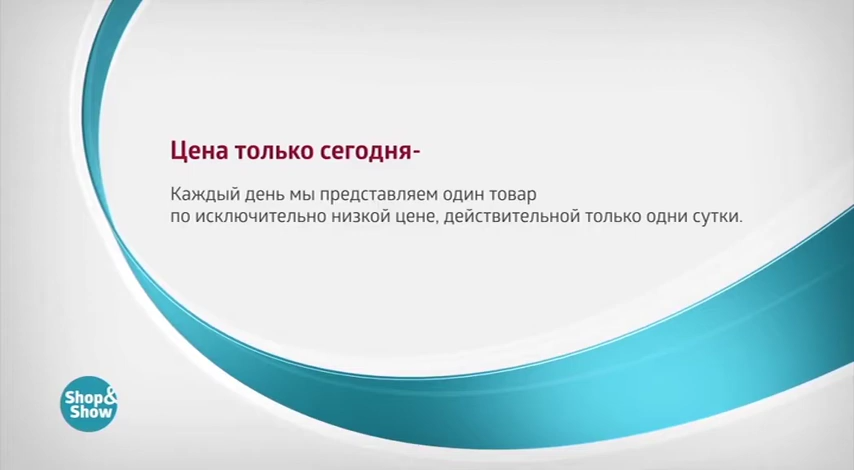 Цена только сегодня-
Каждый день мы представляем один товар
по исключительно низкой цене, действительной только одни сутки.
Shop&
Show